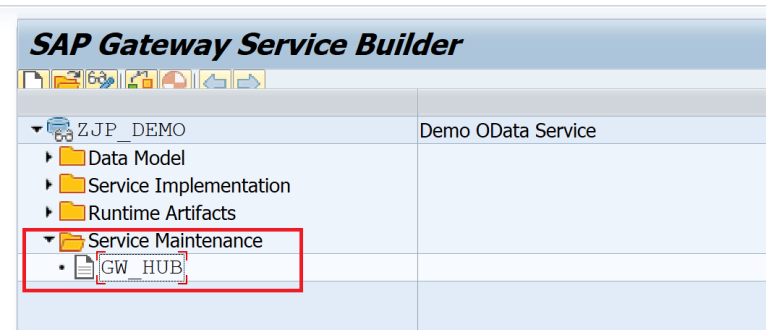 SAP Gateway Service Builder
ZJP_DEMO Demo OData Service
Data Model
Service Implementation
Runtime Artifacts
Service Maintenance
GW_HUB